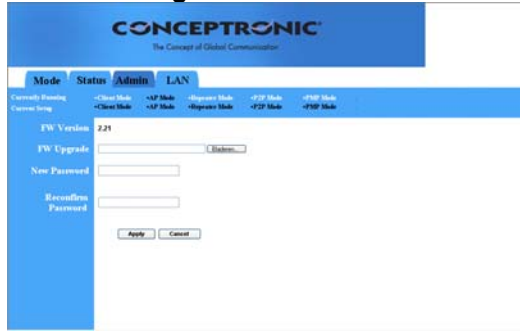 CONCEPTRONIC
The Concept of Global Communication
Mode Status Admin LAN
Currently Running •Client Mode •AP Mode •Repeater Mode •P2P Mode •PMP Mode
Current Setup •Client Mode •AP Mode •Repeater Mode •P2P Mode •PMP Mode
FW Version 2.21
FW Upgrade Bladeren...
New Password
Reconfirm
Password
Apply Cancel